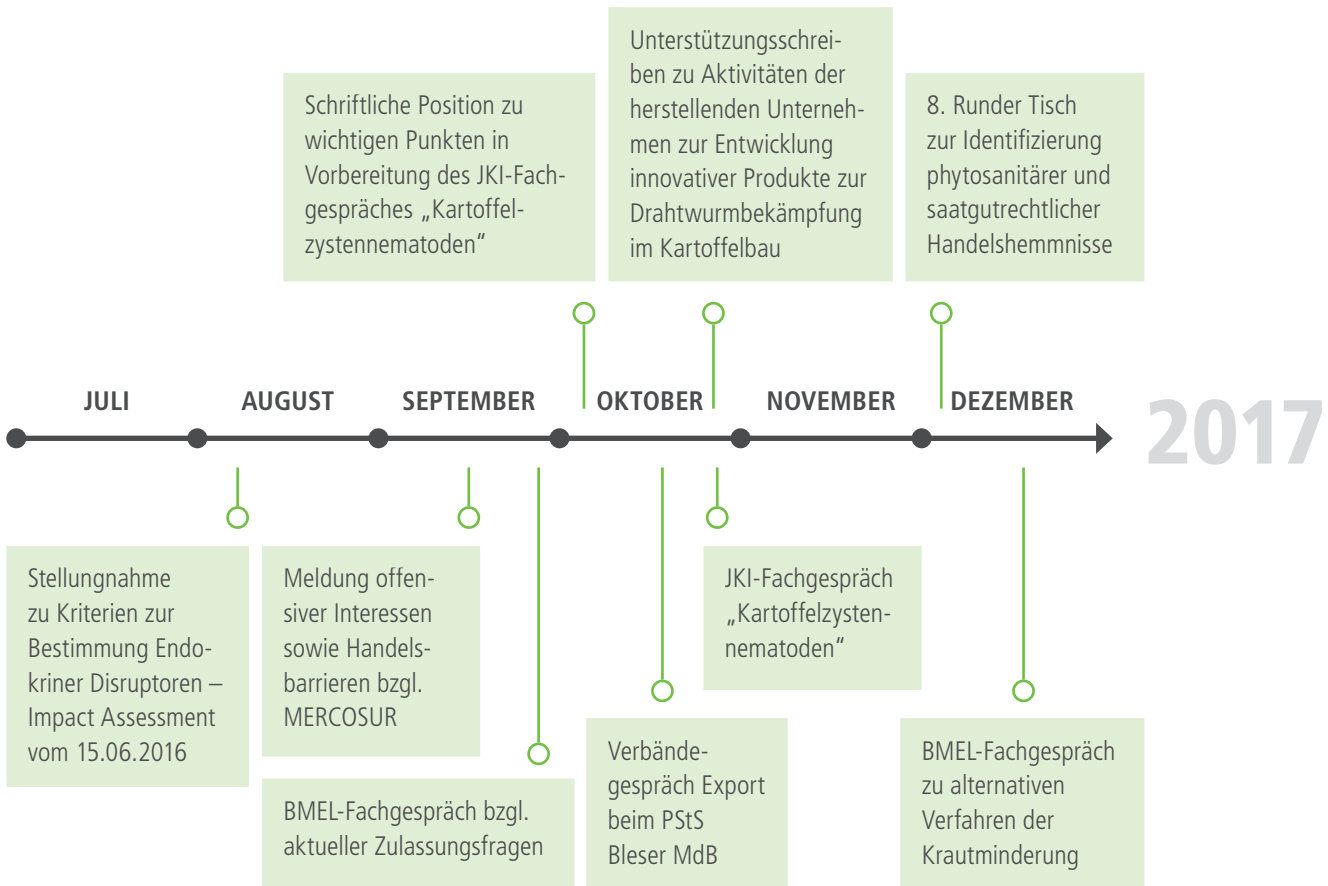 Schriftliche Position zu
wichtigen Punkten in
Vorbereitung des JKI-Fach-
gespräches „Kartoffel-
zystennematoden“
Unterstützungsschrei-
ben zu Aktivitäten der
herstellenden Unterneh-
men zur Entwicklung
innovativer Produkte zur
Drahtwurmbekämpfung
im Kartoffelbau
8. Runder Tisch
zur Identifizierung
phytosanitärer und
saatgutrechtlicher
Handelshemmnisse
JULI
AUGUST
SEPTEMBER
OKTOBER
NOVEMBER
DEZEMBER
2017
Stellungnahme
zu Kriterien zur
Bestimmung Endo-
kriner Disruptoren –
Impact Assessment
vom 15.06.2016
Meldung offen-
siver Interessen
sowie Handels-
barrieren bzgl.
MERCOSUR
BMEL-Fachgespräch bzgl.
aktueller Zulassungsfragen
Verbände-
gespräch Export
beim PStS
Bleser MdB
JKI-Fachgespräch
„Kartoffelzysten-
nematoden“
BMEL-Fachgespräch
zu alternativen
Verfahren der
Krautminderung